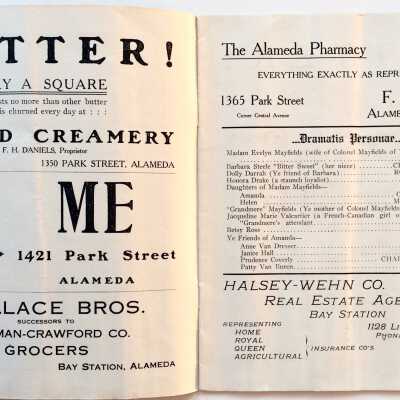 TTER!
Y A SQUARE
sts no more than other butter
is churned every day at : : :
D CREAMERY
F. H. DANIELS, Proprietor
1350 PARK STREET, ALAMEDA
ME
1421 Park Street
ALAMEDA
LACE BROS.
SUCCESSORS TO
MAN-CRAWFORD CO.
GROCERS
BAY STATION, ALAMEDA
The Alameda Pharmacy
EVERYTHING EXACTLY AS REPR
1365 Park Street
F.
Corner Central Avenue
ALAME
...Dramatis Personae...
Madam Evelyn Mayfields (wife of Colonel Mayfields of
Barbara Steele "Bitter Sweet" (her niece)
Dolly Darrah (Ye friend of Barbara)
Honora Drake (a staunch loyalist)
Daughters of Madam Mayfields—
Amanda
Helen
"Grandmere" Mayfields (Ye mother of Colonel Mayfields
Jacqueline Marie Valcartier (a French-Canadian girl o
"Grandmere's attendant
Betsy Ross
Ye Friends of Amanda—
Anne Van Dresser
Janice Hall
Prudence Coverly CHA
Patty Van Buren
HALSEY-WEHN CO.
REAL ESTATE AGE
BAY STATION
REPRESENTING
HOME
ROYAL
QUEEN
AGRICULTURAL
INSURANCE CO'S
1128 LI
PHON